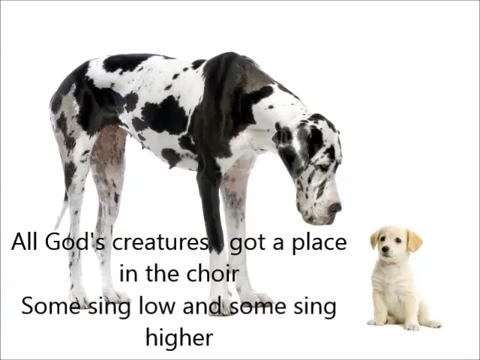 All God's creatures, got a place
in the choir
Some sing low and some sing
higher